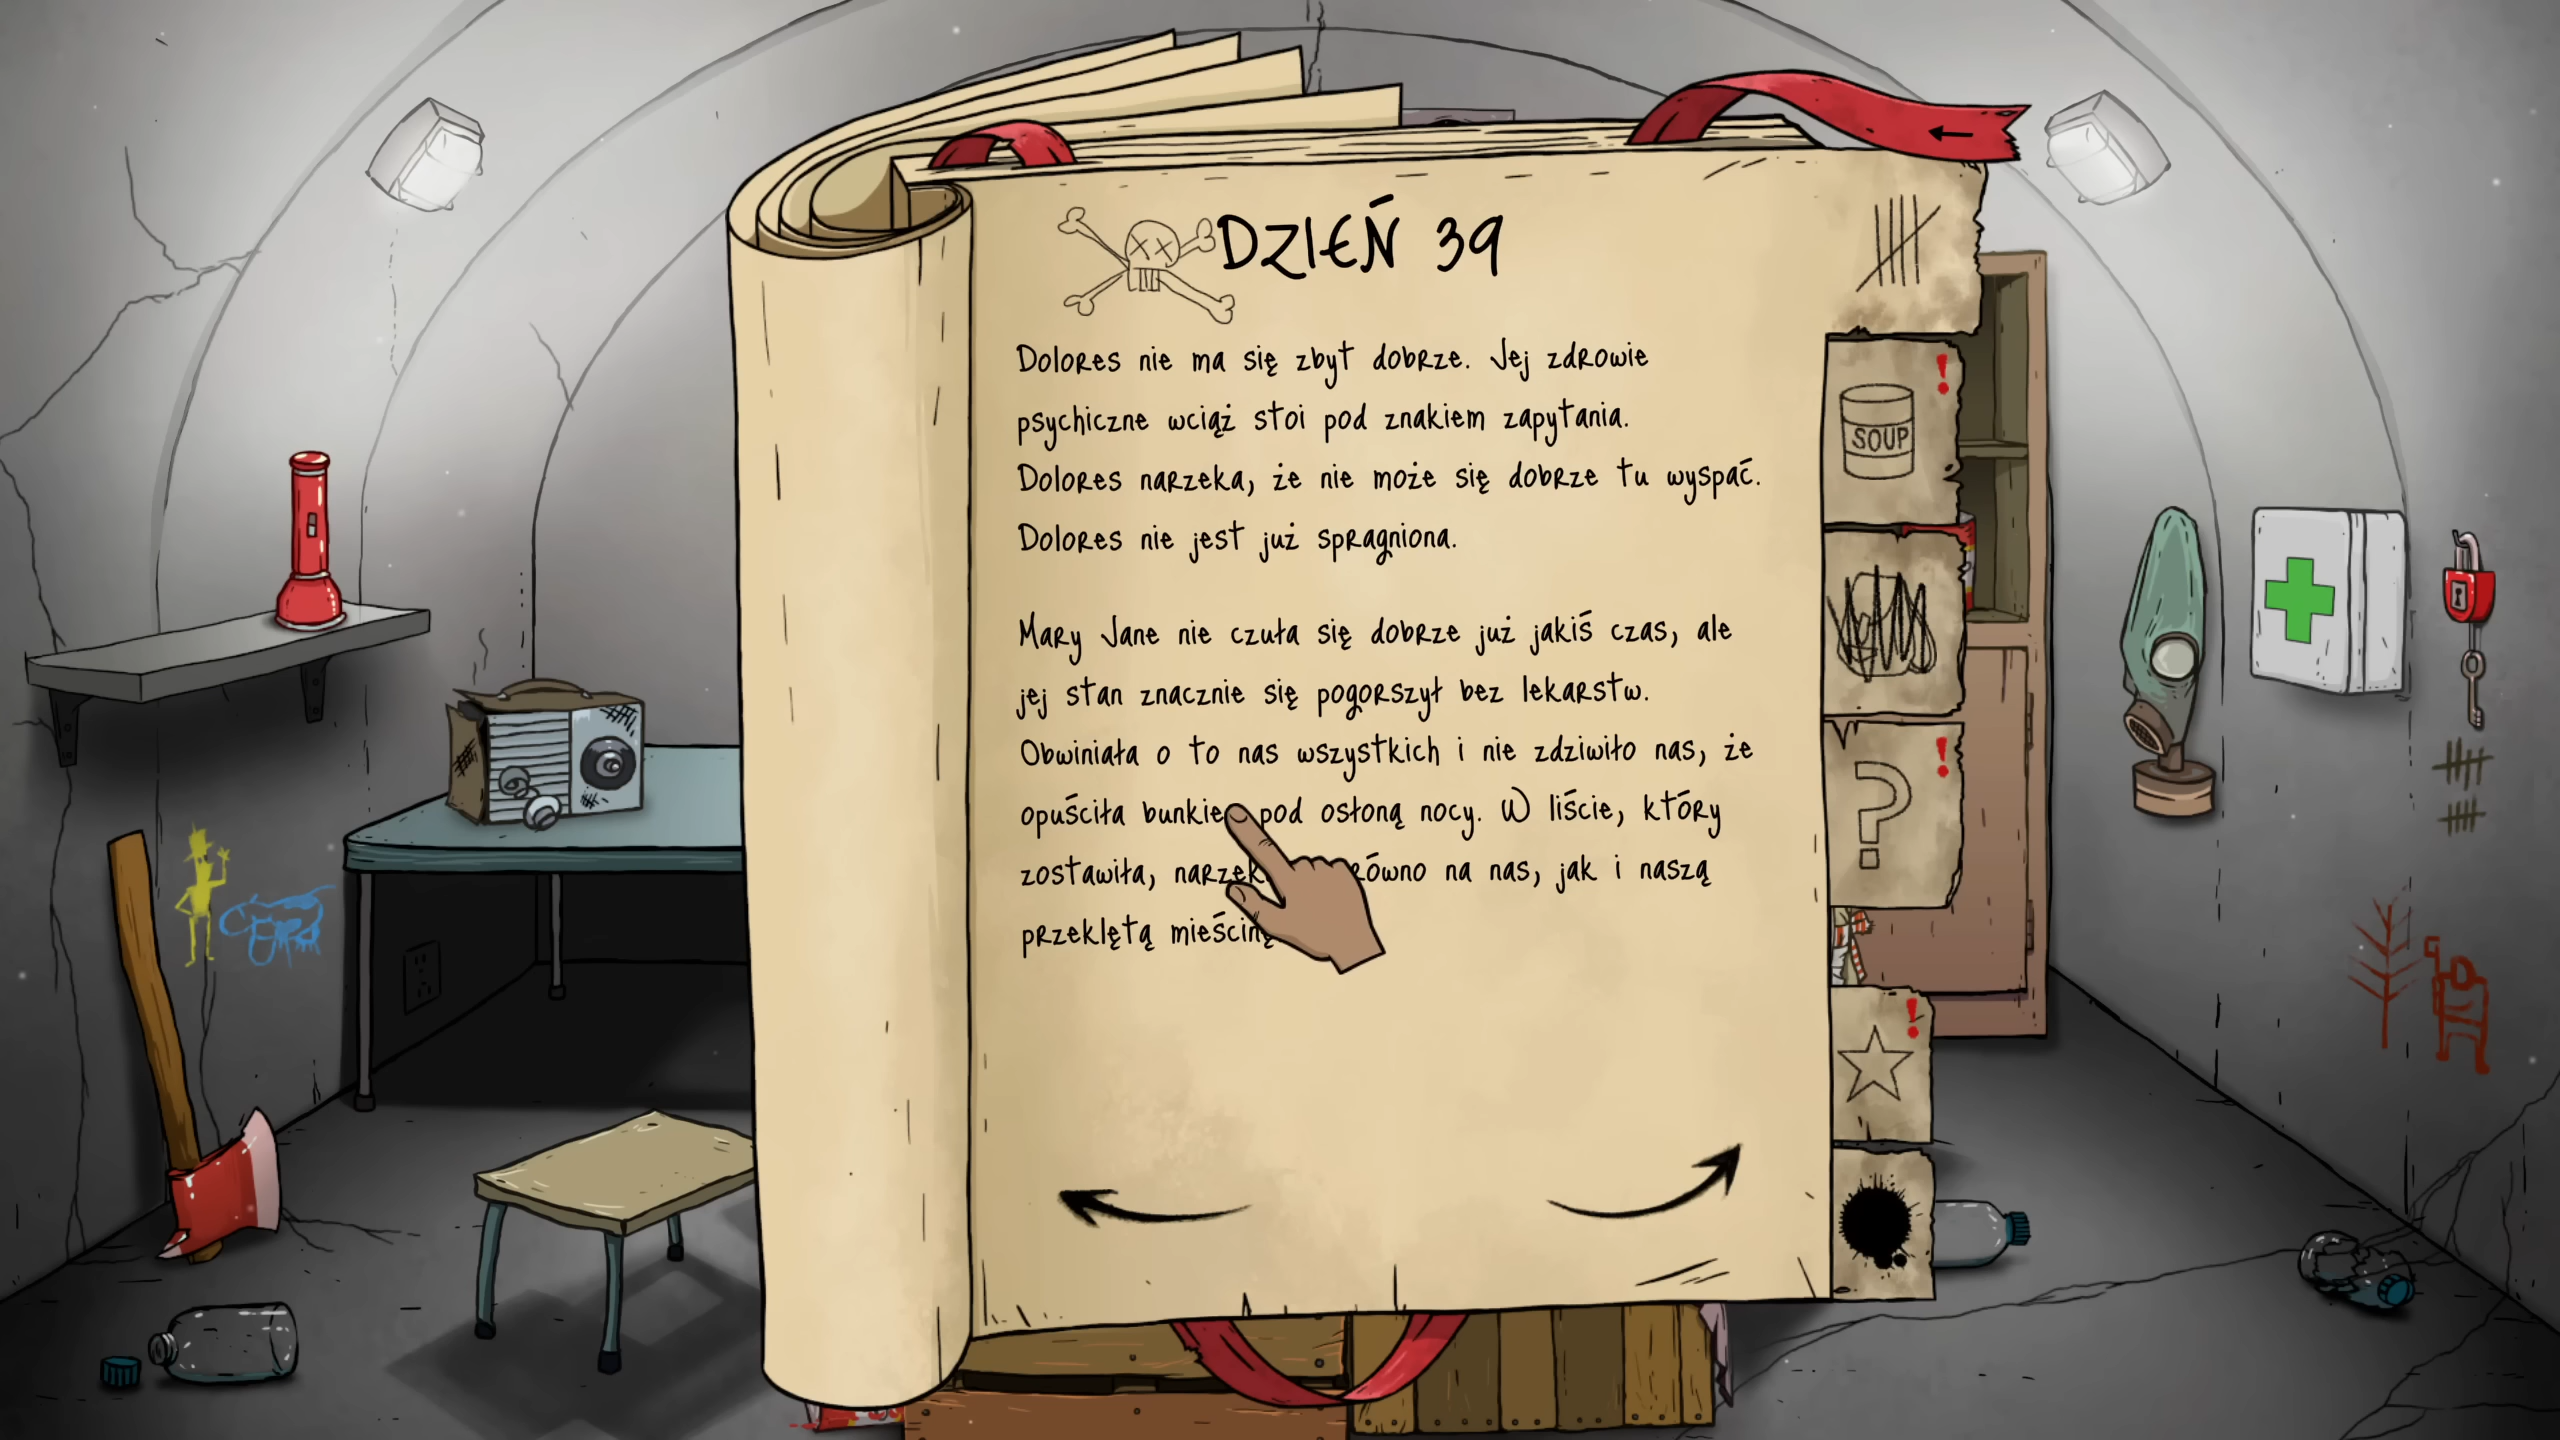 DZIEŃ 39
Dolores nie ma się zbyt dobrze. Jej zdrowie
psychiczne wciąż stoi pod znakiem zapytania.
Dolores narzeka, że nie może się dobrze tu wyspać.
Dolores nie jest już spragniona.
Mary Jane nie czuła się dobrze już jakiś czas, ale
jej stan znacznie się pogorszył bez lekarstw.
Obwiniała o to nas wszystkich i nie zdziwiło nas, że
opuściła pod osłoną nocy. W liście, który
zostawiła, na nas, jak i naszą
przeklętą
SOUP
!
?
!
!